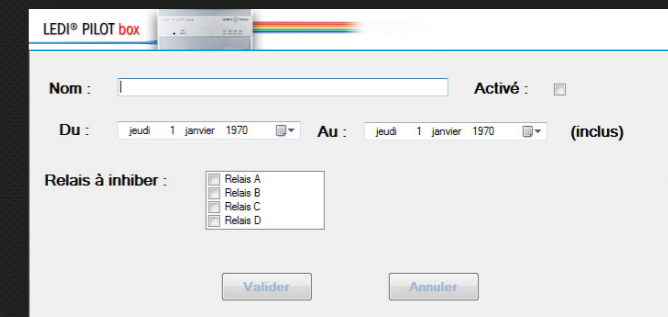 LEDI® PILOT box
Nom :
Activé :
Du : jeudi 1 janvier 1970 Au : jeudi 1 janvier 1970 (inclus)
Relais à inhiber :
Relais A
Relais B
Relais C
Relais D
Valider Annuler